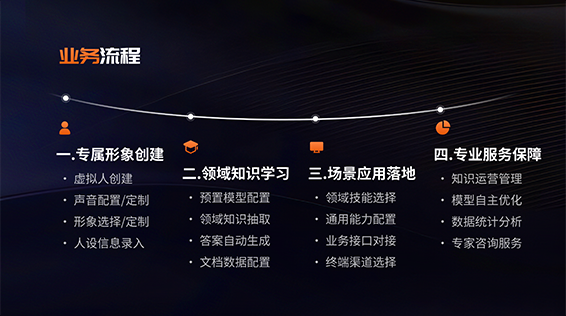 业务流程
一.专属形象创建
• 虚拟人创建
• 声音配置/定制
• 形象选择/定制
• 人设信息录入
二.领域知识学习
• 预置模型配置
• 领域知识抽取
• 答案自动生成
• 文档数据配置
三.场景应用落地
• 领域技能选择
• 通用能力配置
• 业务接口对接
• 终端渠道选择
四.专业服务保障
• 知识运营管理
• 模型自主优化
• 数据统计分析
• 专家咨询服务